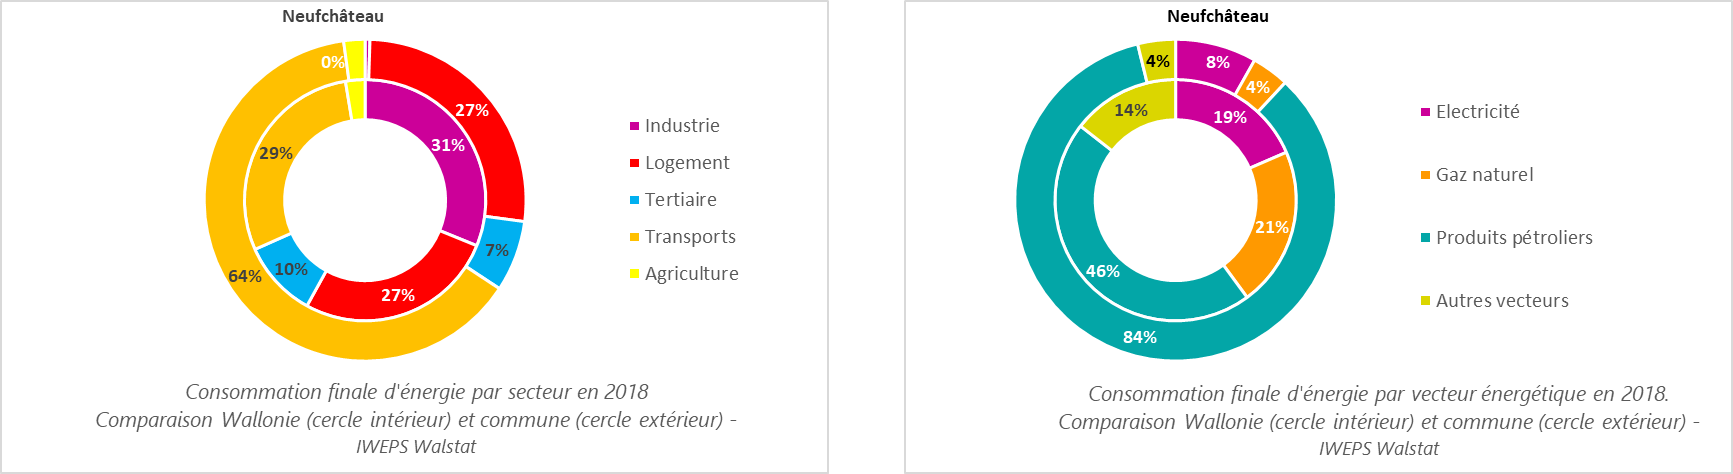 Neufchâteau
0%
27%
31%
29%
7%
10%
64%
27%
Industrie
Logement
Tertiaire
Transports
Agriculture
Consommation finale d'énergie par secteur en 2018
Comparaison Wallonie (cercle intérieur) et commune (cercle extérieur) -
IWEPS Walstat
Neufchâteau
4%
8%
4%
14%
19%
21%
46%
84%
Electricité
Gaz naturel
Produits pétroliers
Autres vecteurs
Consommation finale d'énergie par vecteur énergétique en 2018.
Comparaison Wallonie (cercle intérieur) et commune (cercle extérieur) -
IWEPS Walstat